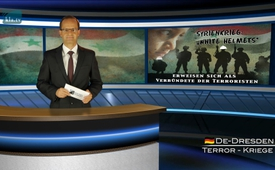 SYRIENKRIEG
„WHITE HELMETS“
ERWEISEN SICH ALS
VERBÜNDETE DER TERRORISTEN
DE-DRESDEN
TERROR - KRIEGE